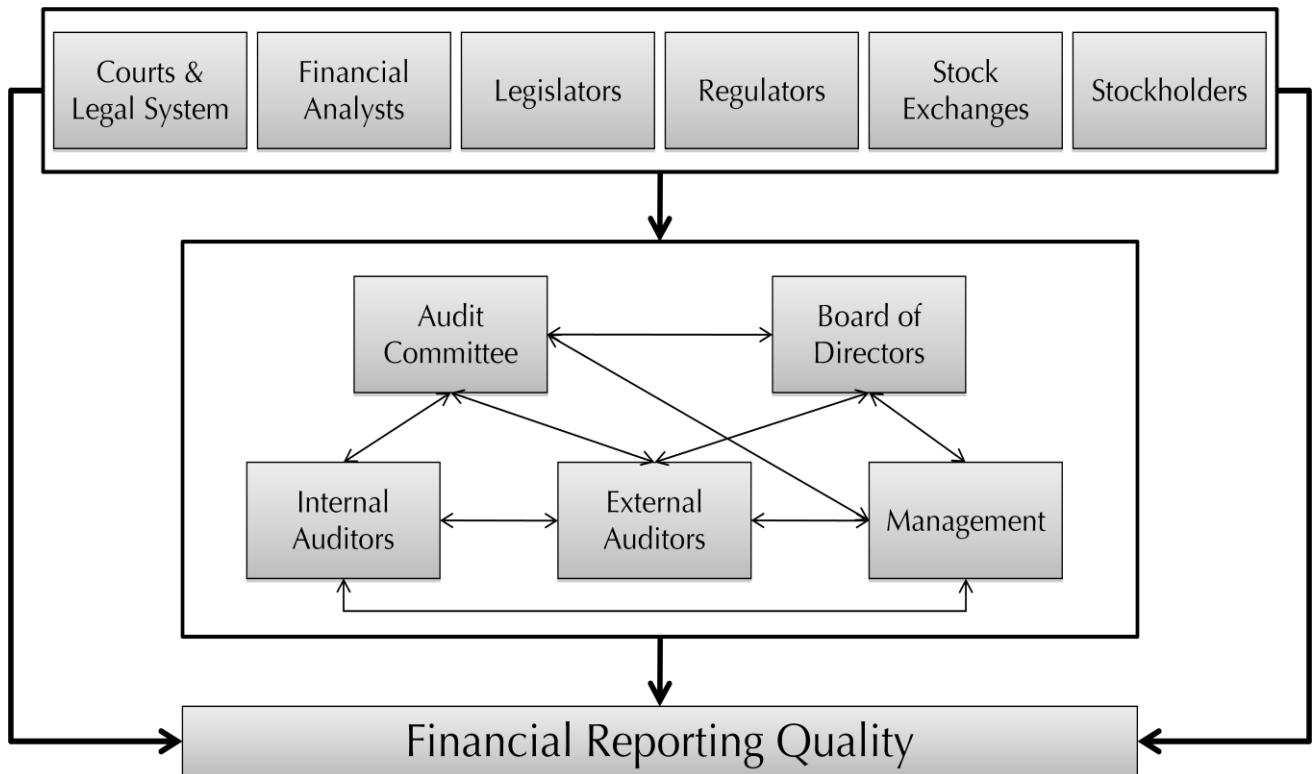 Courts &
Legal System
Financial
Analysts
Legislators
Regulators
Stock
Exchanges
Stockholders
Audit
Committee
Board of
Directors
Internal
Auditors
External
Auditors
Management
Financial Reporting Quality